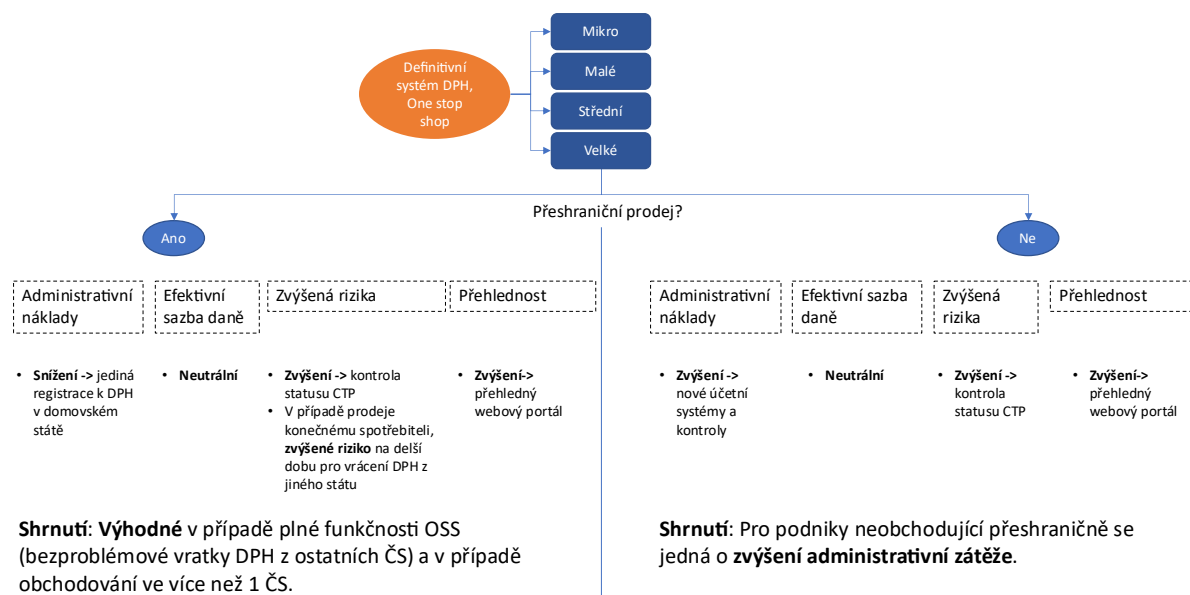 Definitivní
systém DPH,
One stop
shop
Mikro
Malé
Střední
Velké
Přeshraniční prodej?
Ano
Administrativní
náklady
Efektivní
sazba daně
Zvýšená rizika
Přehlednost
• Snížení -> jediná
registrace k DPH
v domovském
státě
• Neutrální
• Zvýšení -> kontrola
statusu CTP
• V případě prodeje
konečnému spotřebiteli,
zvýšené riziko na delší
dobu pro vrácení DPH z
jiného státu
• Zvýšení->
přehledný
webový portál
Shrnutí: Výhodné v případě plné funkčnosti OSS
(bezproblémové vratky DPH z ostatních ČS) a v případě
obchodování ve více než 1 ČS.
Ne
Administrativní
náklady
Efektivní sazba
daně
Zvýšená
rizika
Přehlednost
• Zvýšení ->
nové účetní
systémy a
kontroly
• Neutrální
• Zvýšení ->
kontrola
statusu CTP
• Zvýšení->
přehledný
webový portál
Shrnutí: Pro podniky neobchodující přeshraničně se
jedná o zvýšení administrativní zátěže.